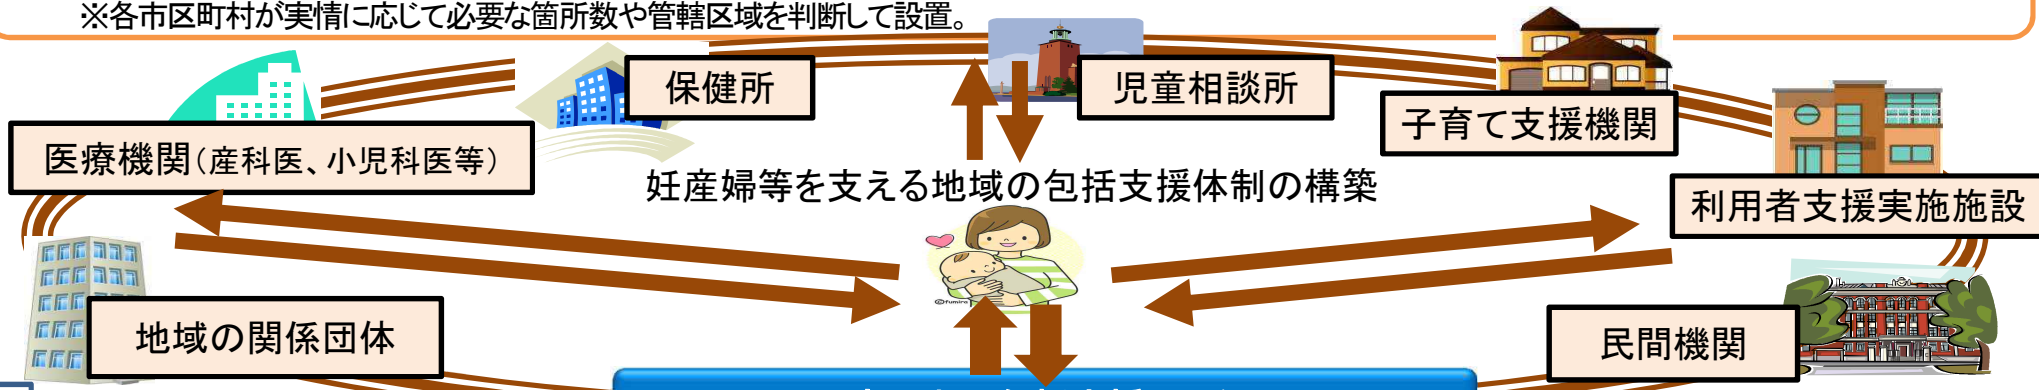 ※各市区町村が実情に応じて必要な箇所数や管轄区域を判断して設置。
保健所
児童相談所
子育て支援機関
医療機関（産科医、小児科医等）
妊産婦等を支える地域の包括支援体制の構築
利用者支援実施施設
©fumira
地域の関係団体
民間機関